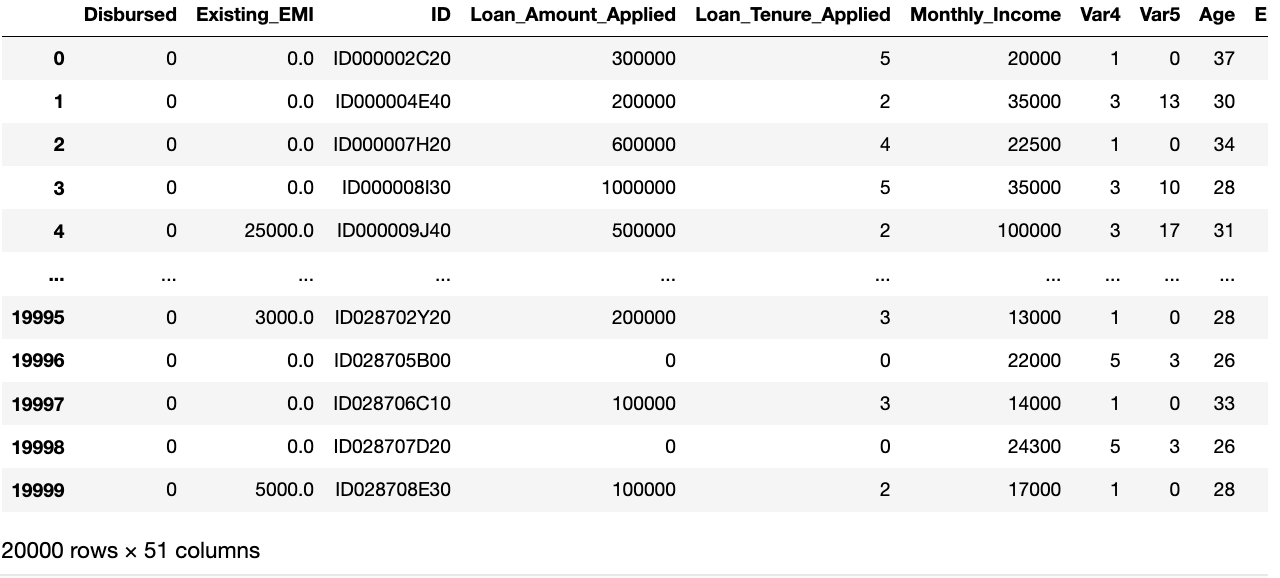 Disbursed Existing_EMI ID Loan_Amount_Applied Loan_Tenure_Applied Monthly_Income Var4 Var5 Age E
0 0 0.0 ID000002C20 300000 5 20000 1 0 37
1 0 0.0 ID000004E40 200000 2 35000 3 13 30
2 0 0.0 ID000007H20 600000 4 22500 1 0 34
3 0 0.0 ID000008I30 1000000 5 35000 3 10 28
4 0 25000.0 ID000009J40 500000 2 100000 3 17 31
... ... ... ... ... ... ... ... ... ...
19995 0 3000.0 ID028702Y20 200000 3 13000 1 0 28
19996 0 0.0 ID028705B00 0 0 22000 5 3 26
19997 0 0.0 ID028706C10 100000 3 14000 1 0 33
19998 0 0.0 ID028707D20 0 0 24300 5 3 26
19999 0 5000.0 ID028708E30 100000 2 17000 1 0 28
20000 rows × 51 columns